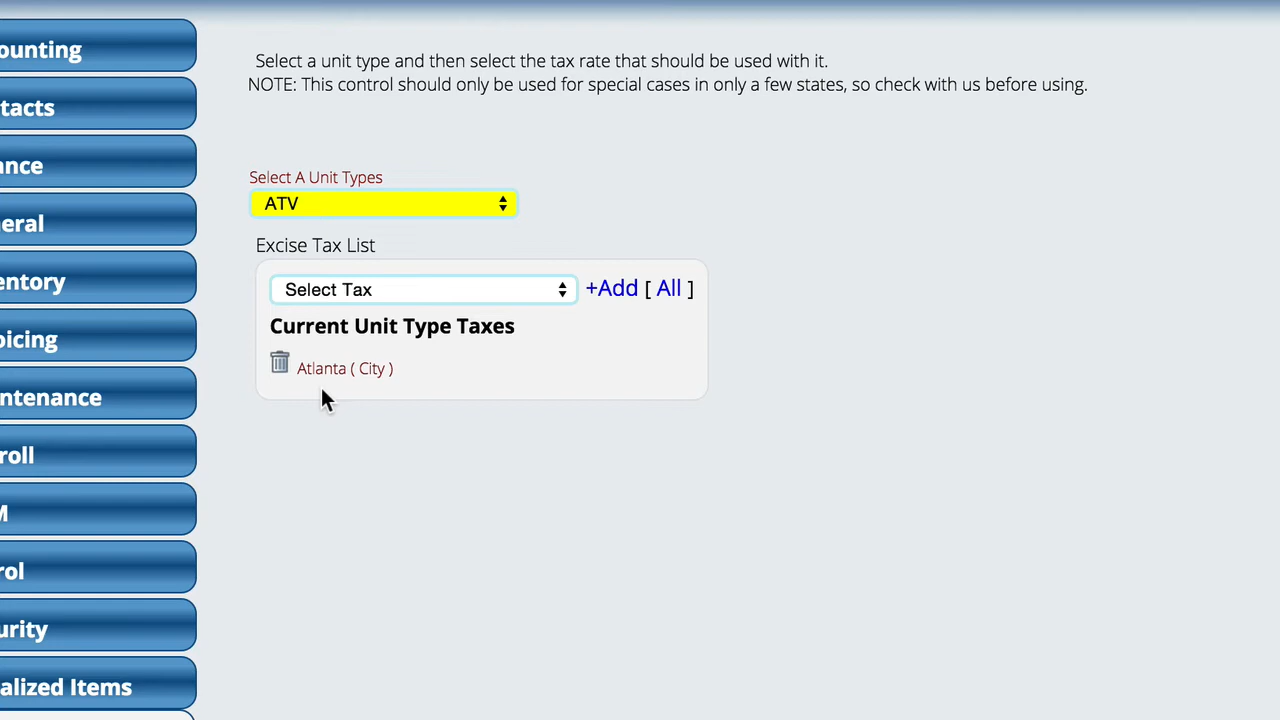 ounting
tacts
ance
eral
entory
oicing
ntenance
roll
M
rol
urity
alized Items
Select a unit type and then select the tax rate that should be used with it.
NOTE: This control should only be used for special cases in only a few states, so check with us before using.
Select A Unit Types
ATV
Excise Tax List
Select Tax +Add [ All ]
Current Unit Type Taxes
Atlanta ( City )